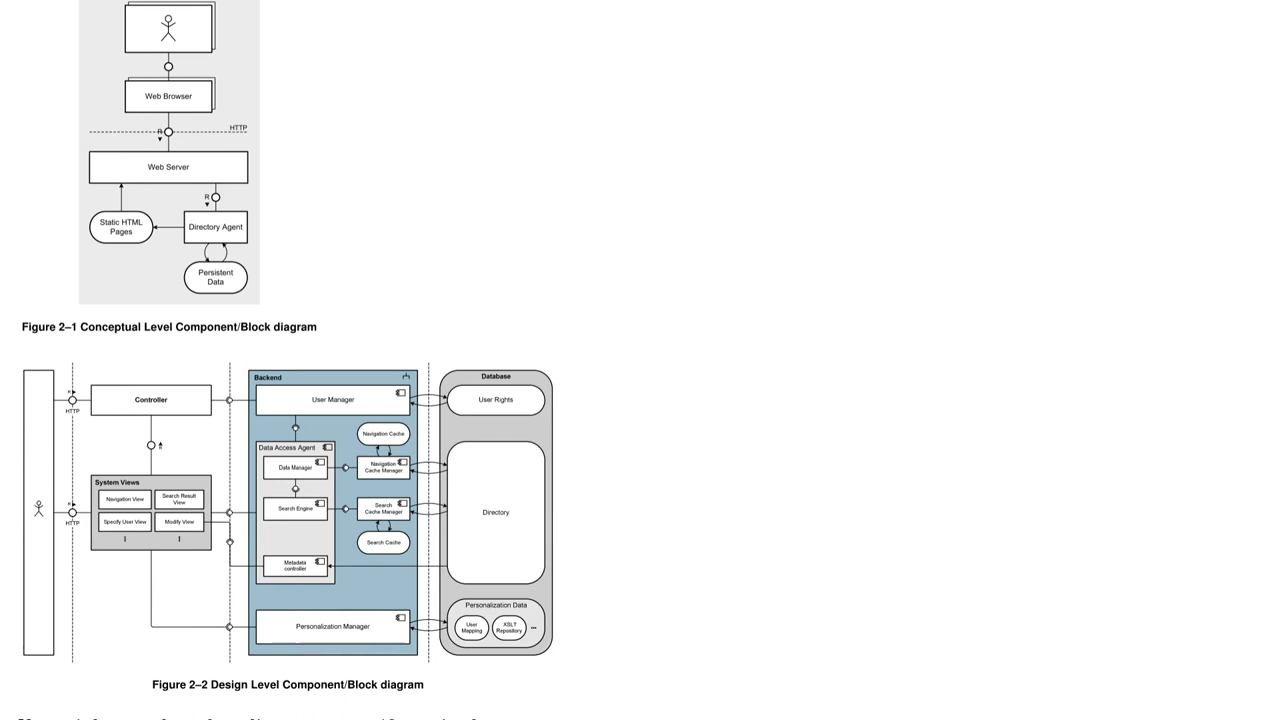 Web Browser
HTTP
R
Web Server
R
Static HTML
Pages
Directory Agent
Persistent
Data
Figure 2–1 Conceptual Level Component/Block diagram
Backend
Database
R
HTTP
Controller
User Manager
User Rights
Navigation Cache
R
Data Access Agent
Data Manager
Navigation
Cache Manager
System Views
Navigation View
Search Result
View
Specify User View
Modify View
R
HTTP
Search Engine
Search
Cache Manager
Directory
Search Cache
Metadata
controller
Personalization Data
User
Mapping
XSLT
Repository
...
Personalization Manager
Figure 2–2 Design Level Component/Block diagram